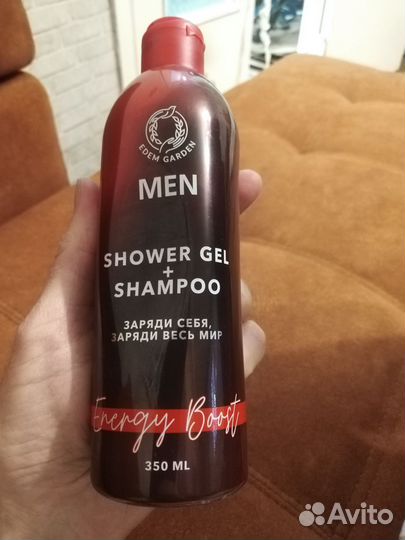 EDEM GARDEN
MEN
SHOWER GEL
+
SHAMPOO
ЗАРЯДИ СЕБЯ,
ЗАРЯДИ ВЕСЬ МИР
Energy Boost
350 ML
Avito